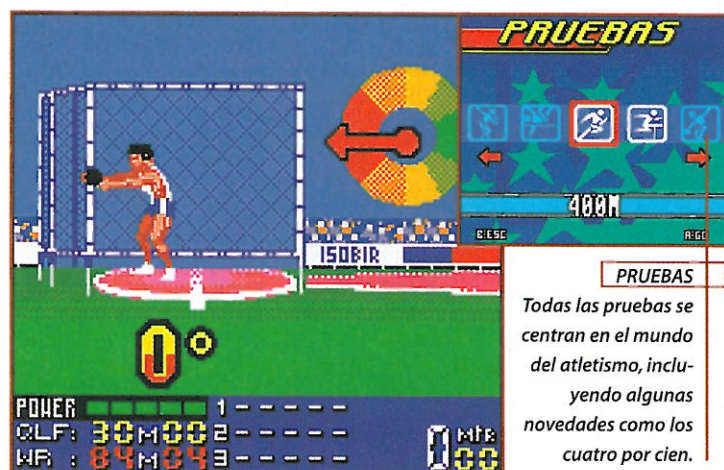 PRUEBAS
400M
B:ESC
A:GO
ISOBIR
0°
POWER 1 - - - - -
QLF: 30M00 2 - - - - -
WR : 84M04 3 - - - - -
0 Mtr
00
PRUEBAS
Todas las pruebas se
centran en el mundo
del atletismo, inclu-
yendo algunas
novedades como los
cuatro por cien.